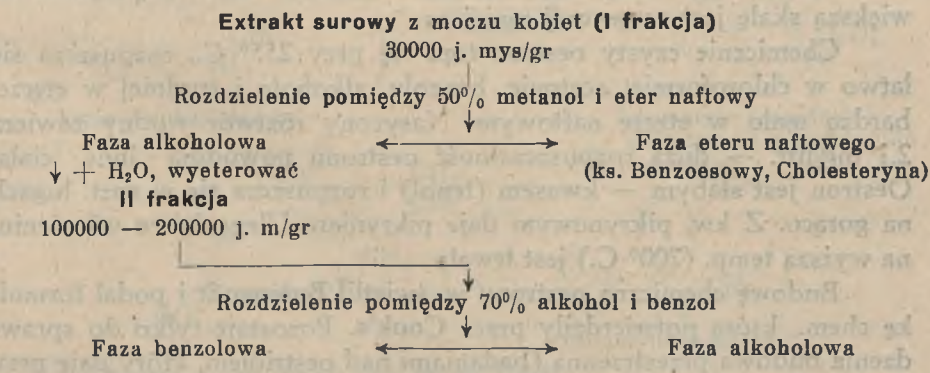 Extrakt surowy z moczu kobiet (I frakcja)
30000 j. mys/gr
Rozdzielenie pomiędzy 50% metanol i eter naftowy
Faza alkoholowa Faza eteru naftowego
+ H₂O, wyeterować (ks. Benzoesowy, Cholesteryna)
II frakcja
100000 — 200000 j. m/gr
Rozdzielenie pomiędzy 70% alkohol i benzol
Faza benzolowa Faza alkoholowa